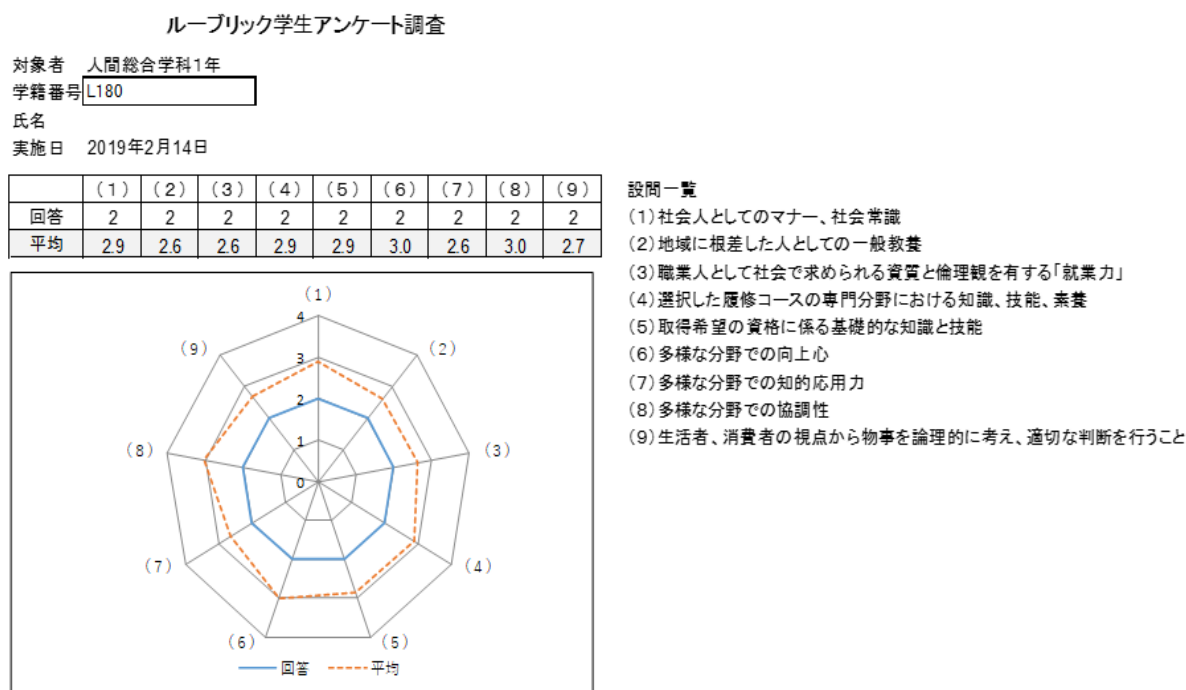 ルーブリック学生アンケート調査
対象者 人間総合学科1年
学籍番号 L180
氏名
実施日 2019年2月14日
(1) (2) (3) (4) (5) (6) (7) (8) (9)
回答 2 2 2 2 2 2 2 2 2
平均 2.9 2.6 2.6 2.9 2.9 3.0 2.6 3.0 2.7
設問一覧
(1)社会人としてのマナー、社会常識
(2)地域に根差した人としての一般教養
(3)職業人として社会で求められる資質と倫理観を有する「就業力」
(4)選択した履修コースの専門分野における知識、技能、素養
(5)取得希望の資格に係る基礎的な知識と技能
(6)多様な分野での向上心
(7)多様な分野での知的応用力
(8)多様な分野での協調性
(9)生活者、消費者の視点から物事を論理的に考え、適切な判断を行うこと
(1)
4
(9)
(2)
3
2
(8)
(3)
1
0
(7)
(4)
(6)
(5)
回答 平均